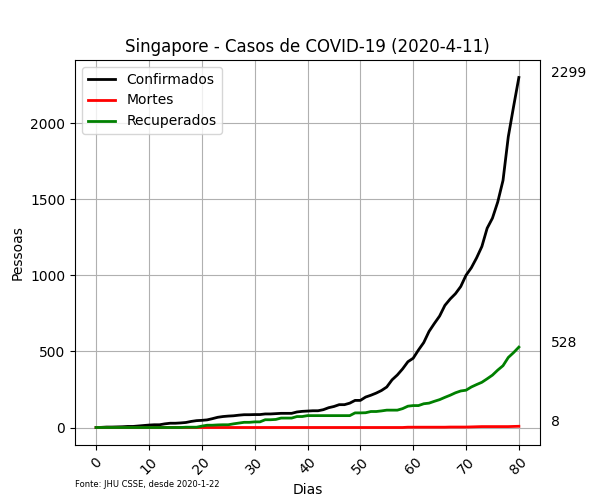 Singapore - Casos de COVID-19 (2020-4-11)
Confirmados
Mortes
Recuperados
2299
528
8
Pessoas
2000
1500
1000
500
0
0 10 20 30 40 50 60 70 80
Dias
Fonte: JHU CSSE, desde 2020-1-22